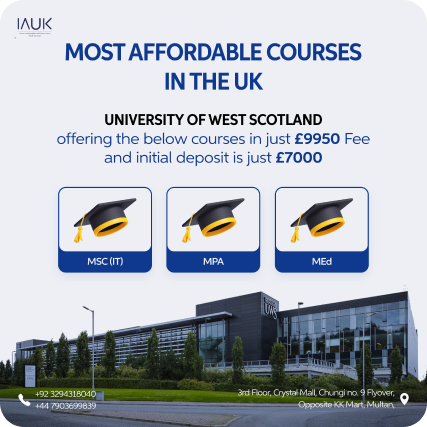 IAUK
MOST AFFORDABLE COURSES
IN THE UK
UNIVERSITY OF WEST SCOTLAND
offering the below courses in just £9950 Fee
and initial deposit is just £7000
MSC (IT)
MPA
MEd
UWS
+92 3294318040
+44 7903699839
3rd Floor, Crystal Mall, Chungi no. 9 Flyover,
Opposite KK Mart, Multan.